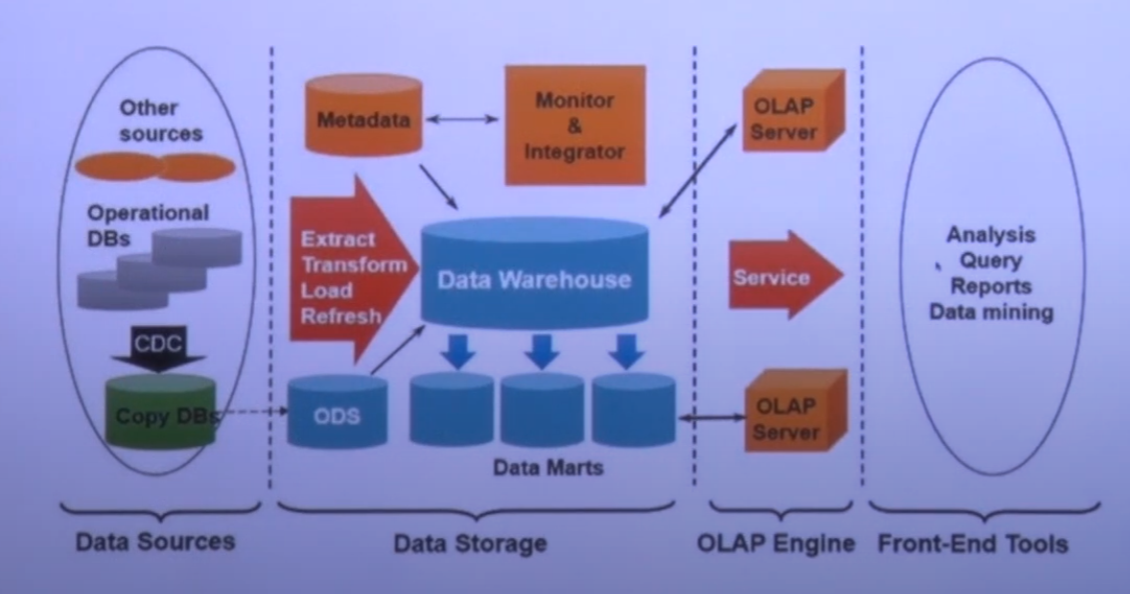 Other
sources
Operational
DBs
CDC
Copy DBs
Data Sources
Metadata
Monitor
&
Integrator
Extract
Transform
Load
Refresh
Data Warehouse
ODS
Data Marts
Data Storage
OLAP
Server
Service
OLAP
Server
OLAP Engine
Analysis
Query
Reports
Data mining
Front-End Tools